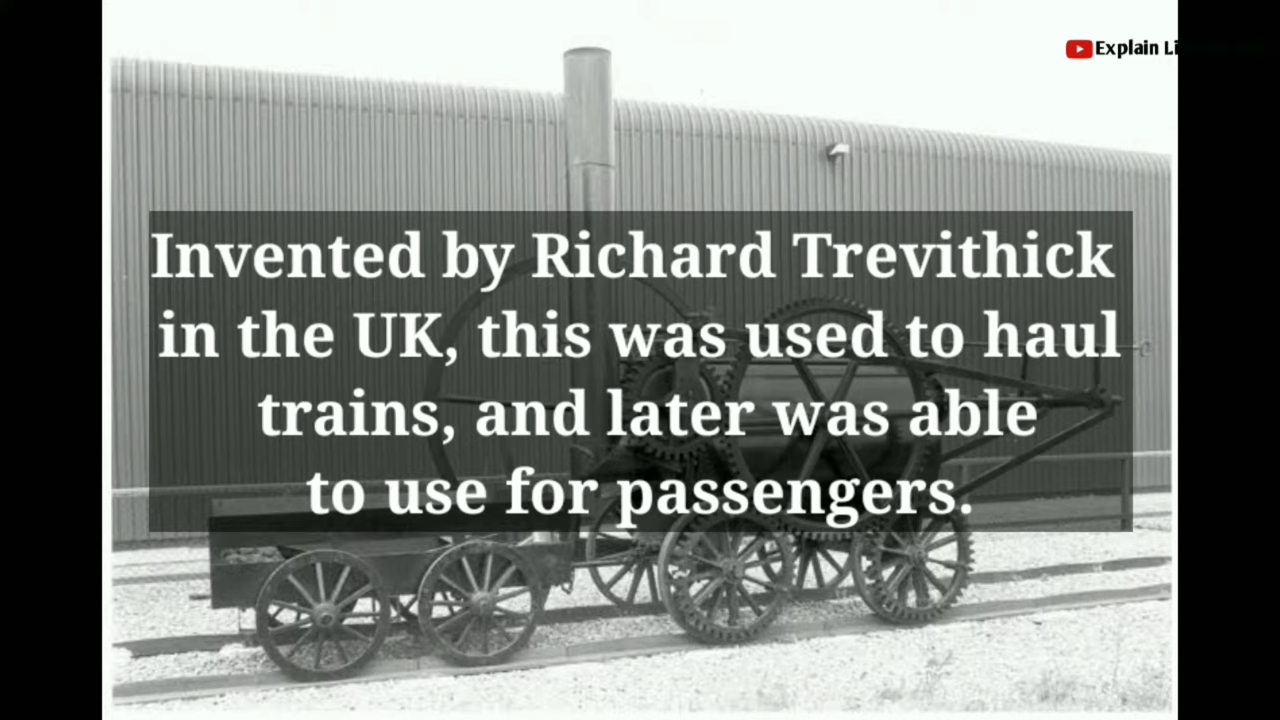 Explain Li
Invented by Richard Trevithick
in the UK, this was used to haul
trains, and later was able
to use for passengers.